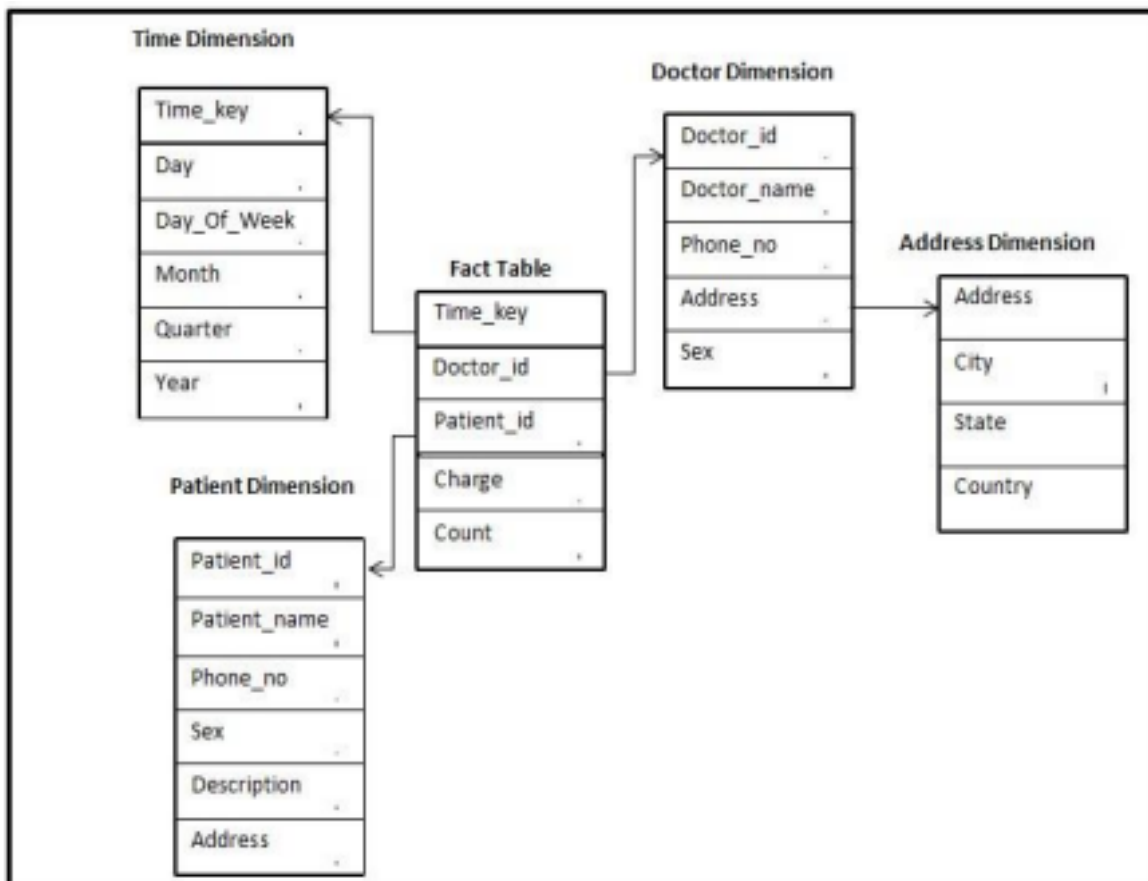 Time Dimension
Time_key
Day
Day_Of_Week
Month
Quarter
Year
Doctor Dimension
Doctor_id
Doctor_name
Phone_no
Address
Sex
Address Dimension
Address
City
State
Country
Fact Table
Time_key
Doctor_id
Patient_id
Charge
Count
Patient Dimension
Patient_id
Patient_name
Phone_no
Sex
Description
Address